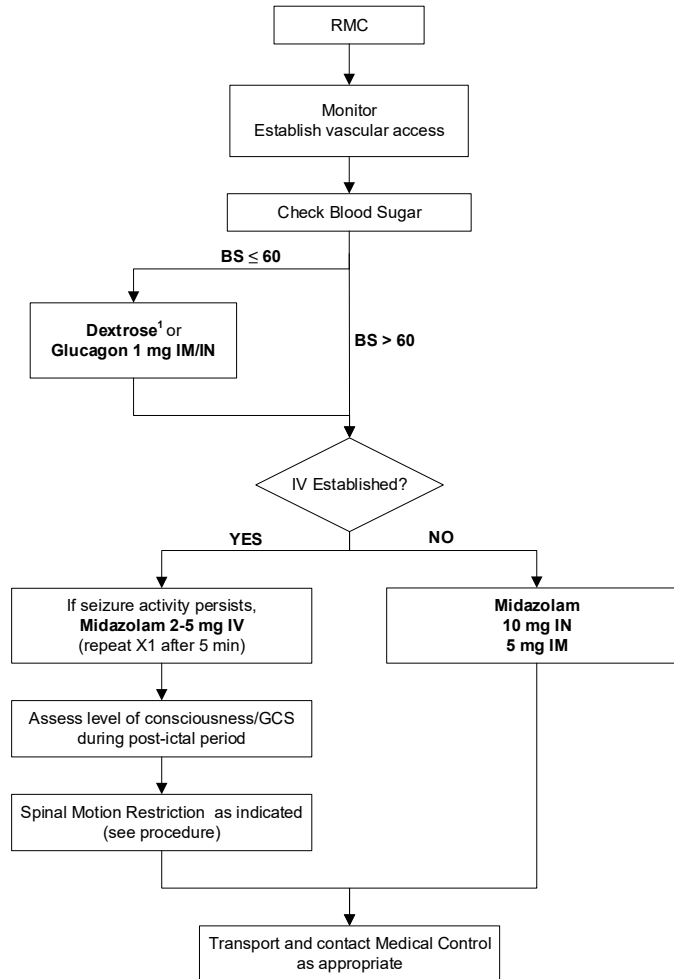 RMC
Monitor
Establish vascular access
Check Blood Sugar
BS ≤ 60
Dextrose¹ or
Glucagon 1 mg IM/IN
BS > 60
IV Established?
YES
NO
If seizure activity persists,
Midazolam 2-5 mg IV
(repeat X1 after 5 min)
Midazolam
10 mg IN
5 mg IM
Assess level of consciousness/GCS
during post-ictal period
Spinal Motion Restriction as indicated
(see procedure)
Transport and contact Medical Control
as appropriate